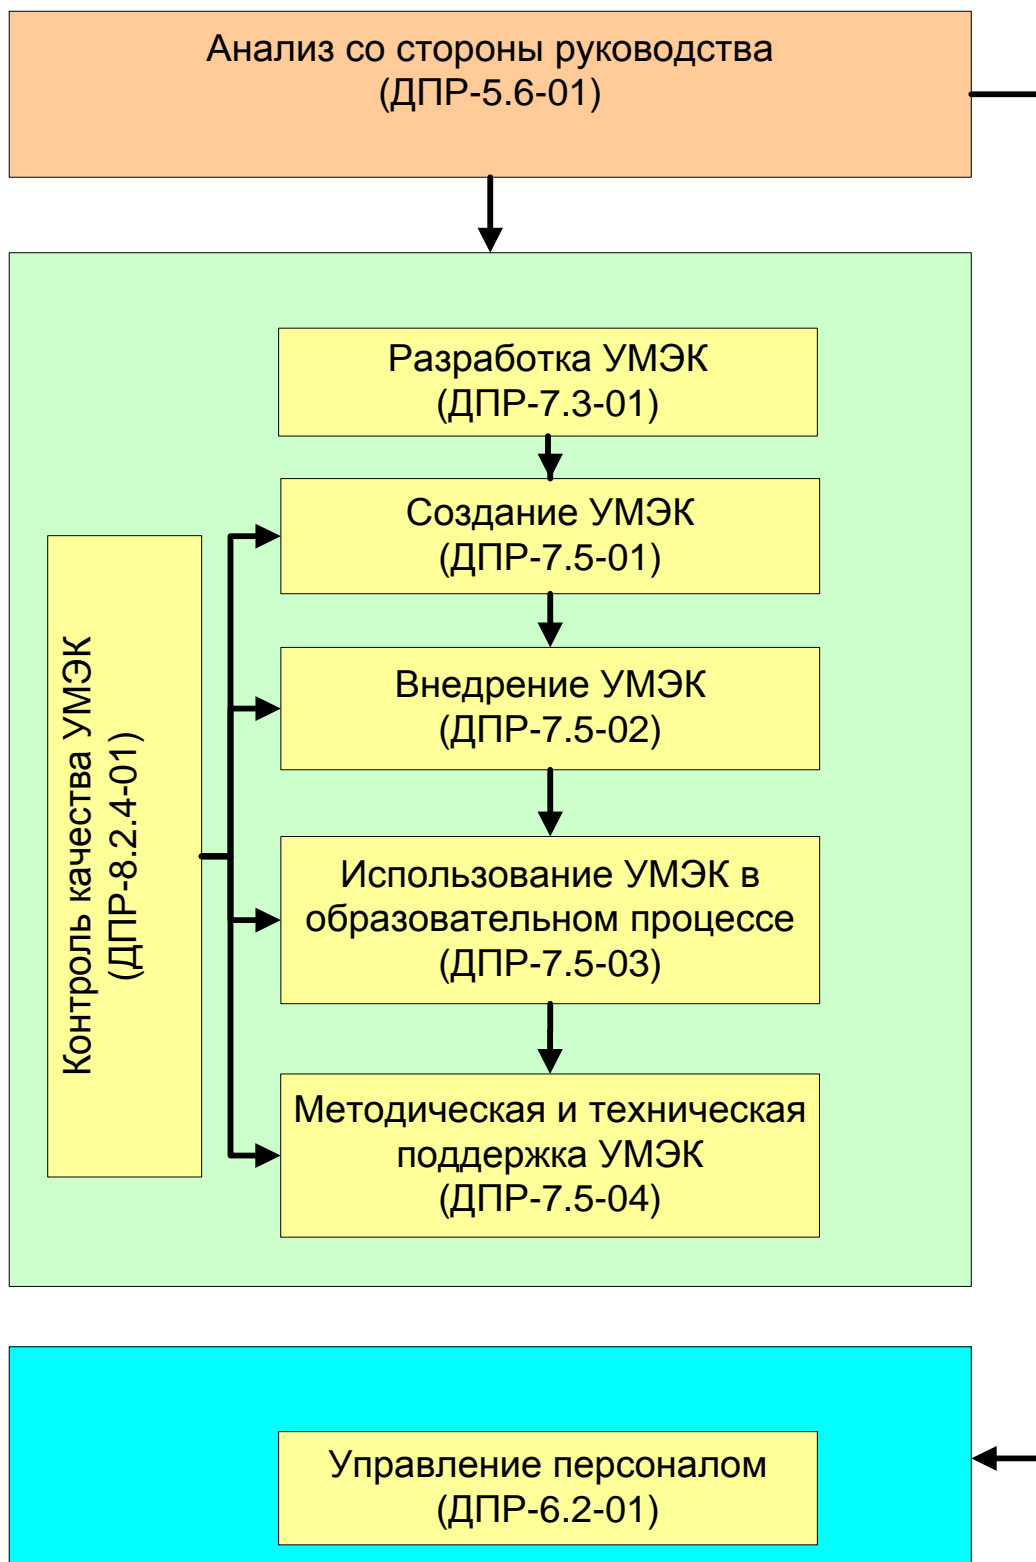 Анализ со стороны руководства
(ДПР-5.6-01)
Разработка УМЭК
(ДПР-7.3-01)
Создание УМЭК
(ДПР-7.5-01)
Контроль качества УМЭК
(ДПР-8.2.4-01)
Внедрение УМЭК
(ДПР-7.5-02)
Использование УМЭК в
образовательном процессе
(ДПР-7.5-03)
Методическая и техническая
поддержка УМЭК
(ДПР-7.5-04)
Управление персоналом
(ДПР-6.2-01)